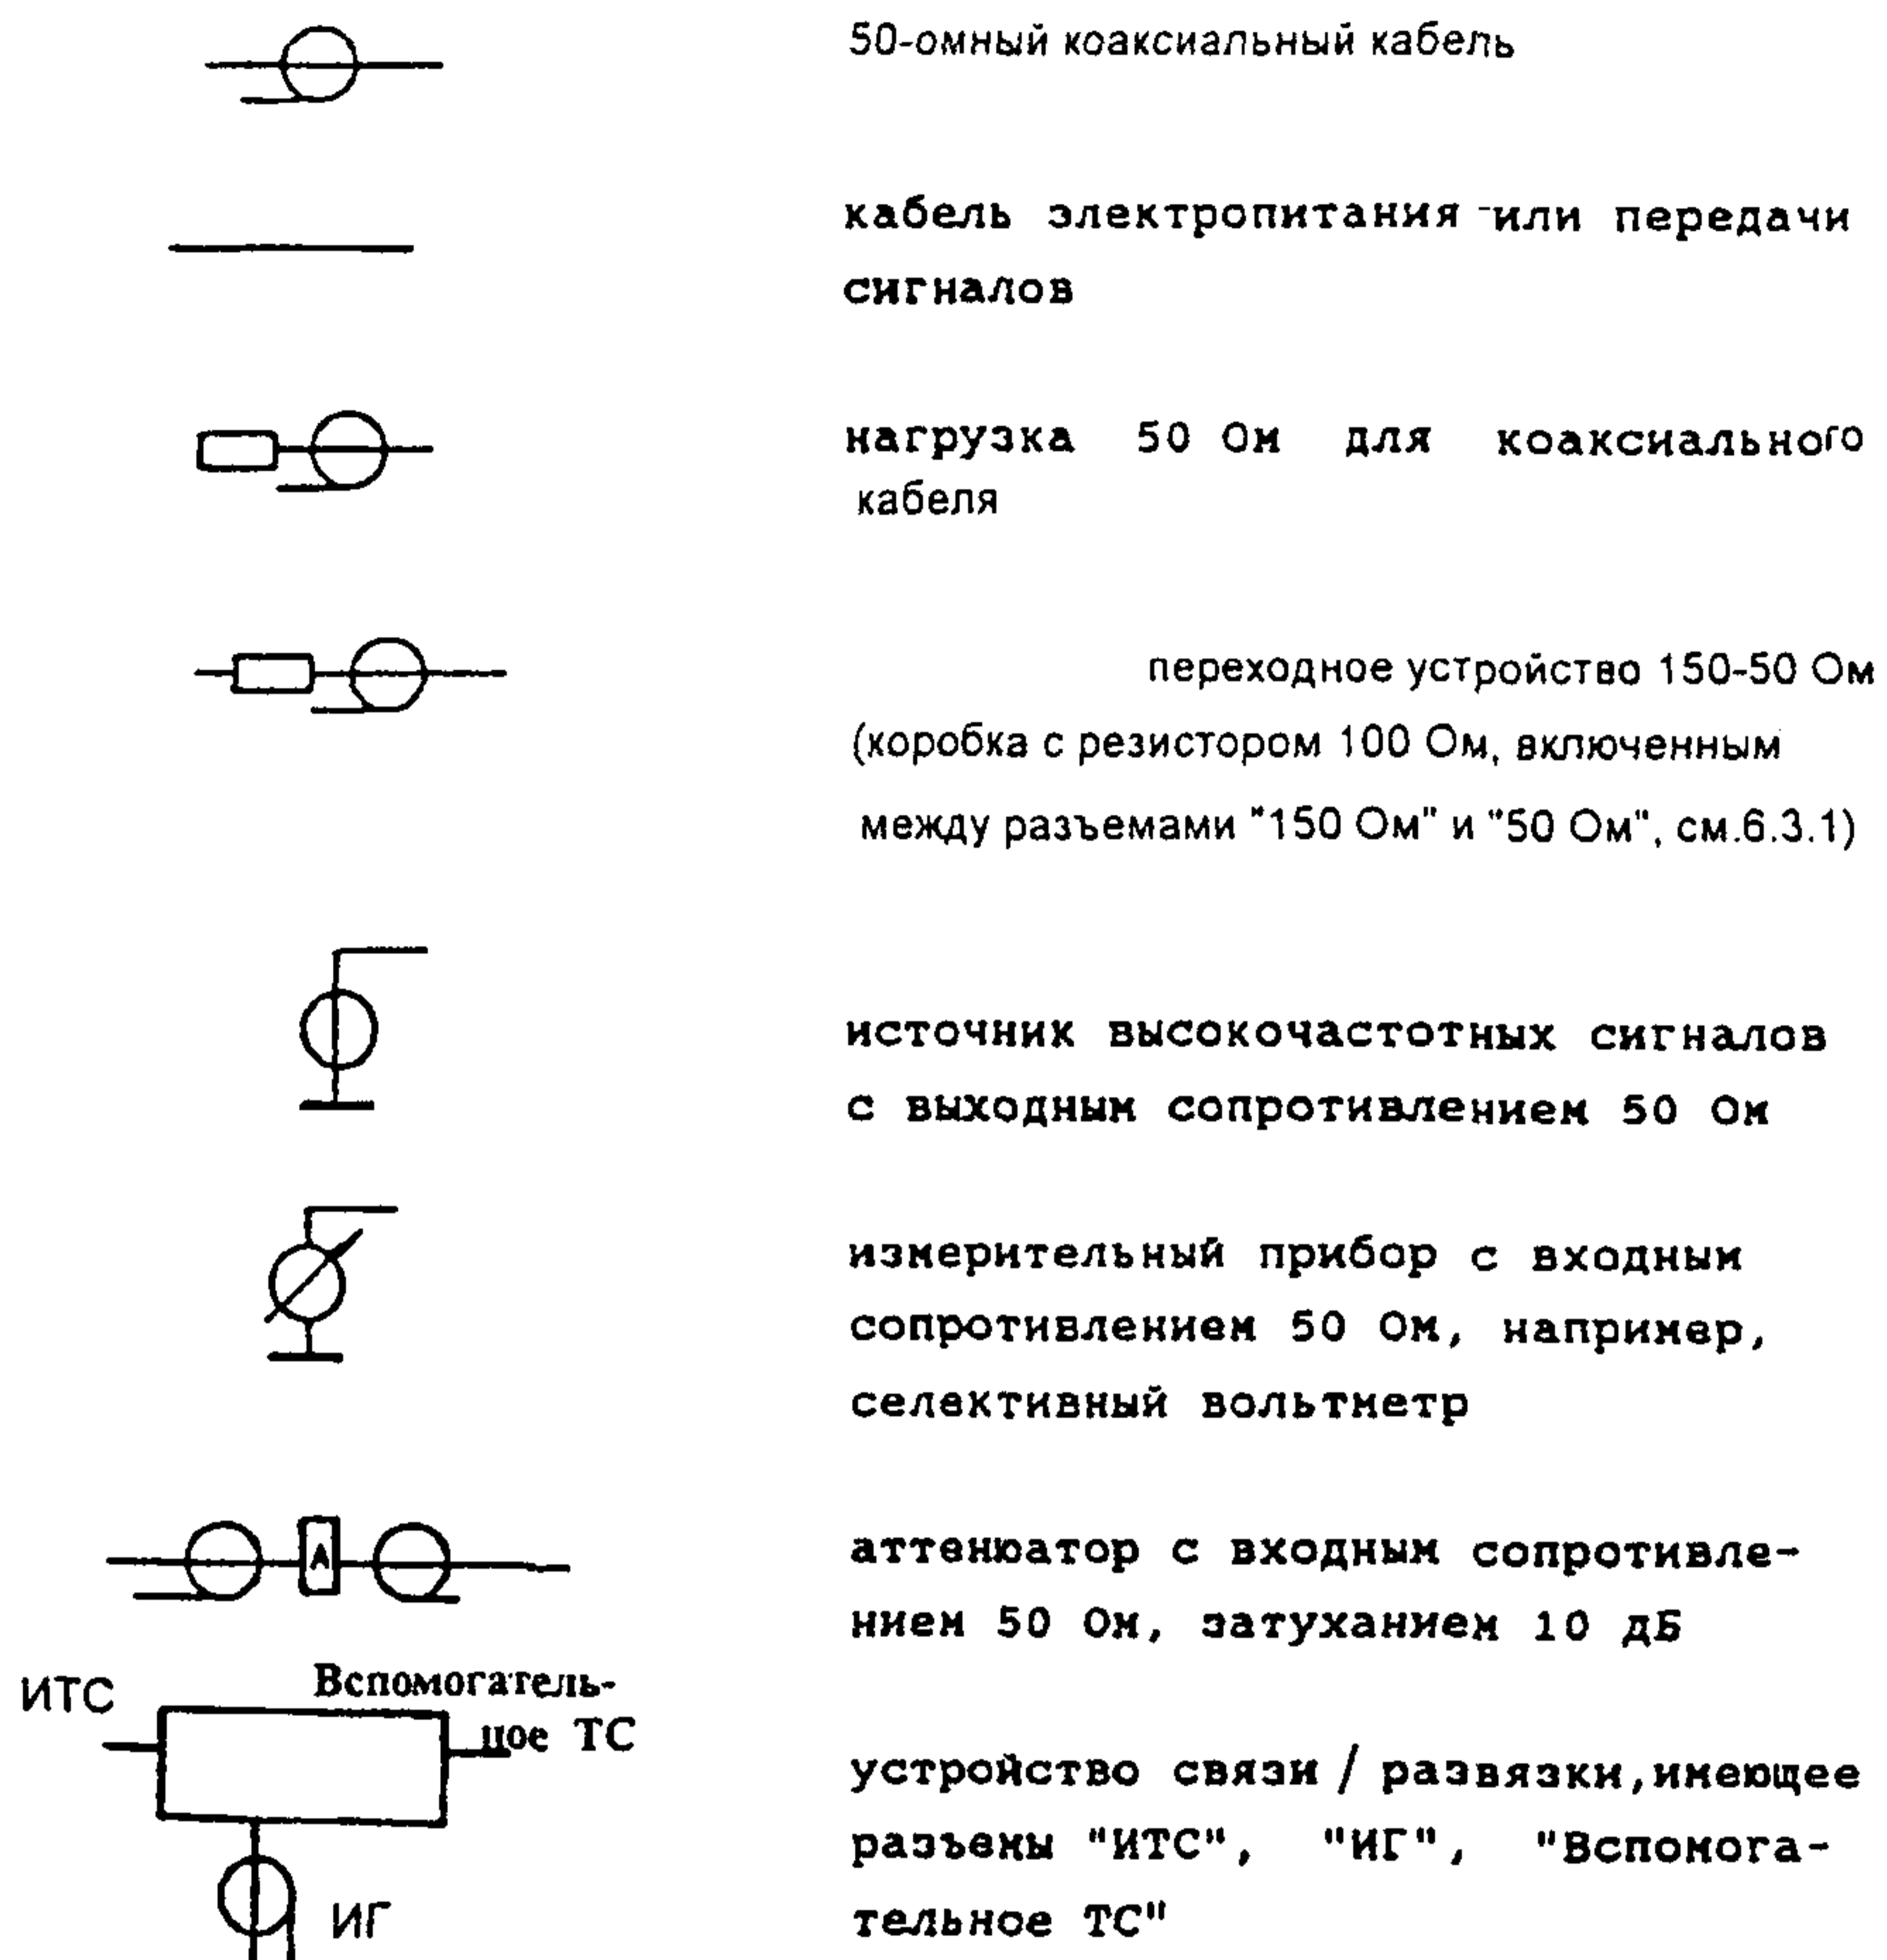 50-омный коаксиальный кабель
кабель электропитания или передачи
сигналов
нагрузка 50 Ом для коаксиального
кабеля
переходное устройство 150-50 Ом
(коробка с резистором 100 Ом, включенным
между разъемами "150 Ом" и "50 Ом", см.6.3.1)
источник высокочастотных сигналов
с выходным сопротивлением 50 Ом
измерительный прибор с входным
сопротивлением 50 Ом, например,
селективный вольтметр
А
аттенюатор с входным сопротивле-
нием 50 Ом, затуханием 10 дБ
ИТС
Вспомогатель-
ное ТС
ИГ
устройство связи / развязки,имеющее
разъемы "ИТС", "ИГ", "Вспомога-
тельное ТС"